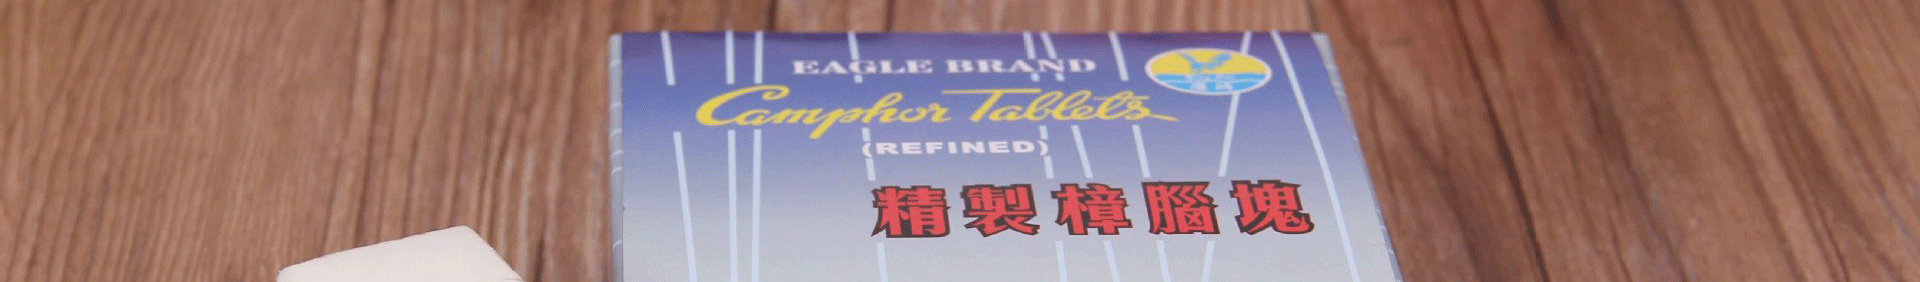 EAGLE BRAND
Camphor Tablets
(REFINED)
精製樟腦塊